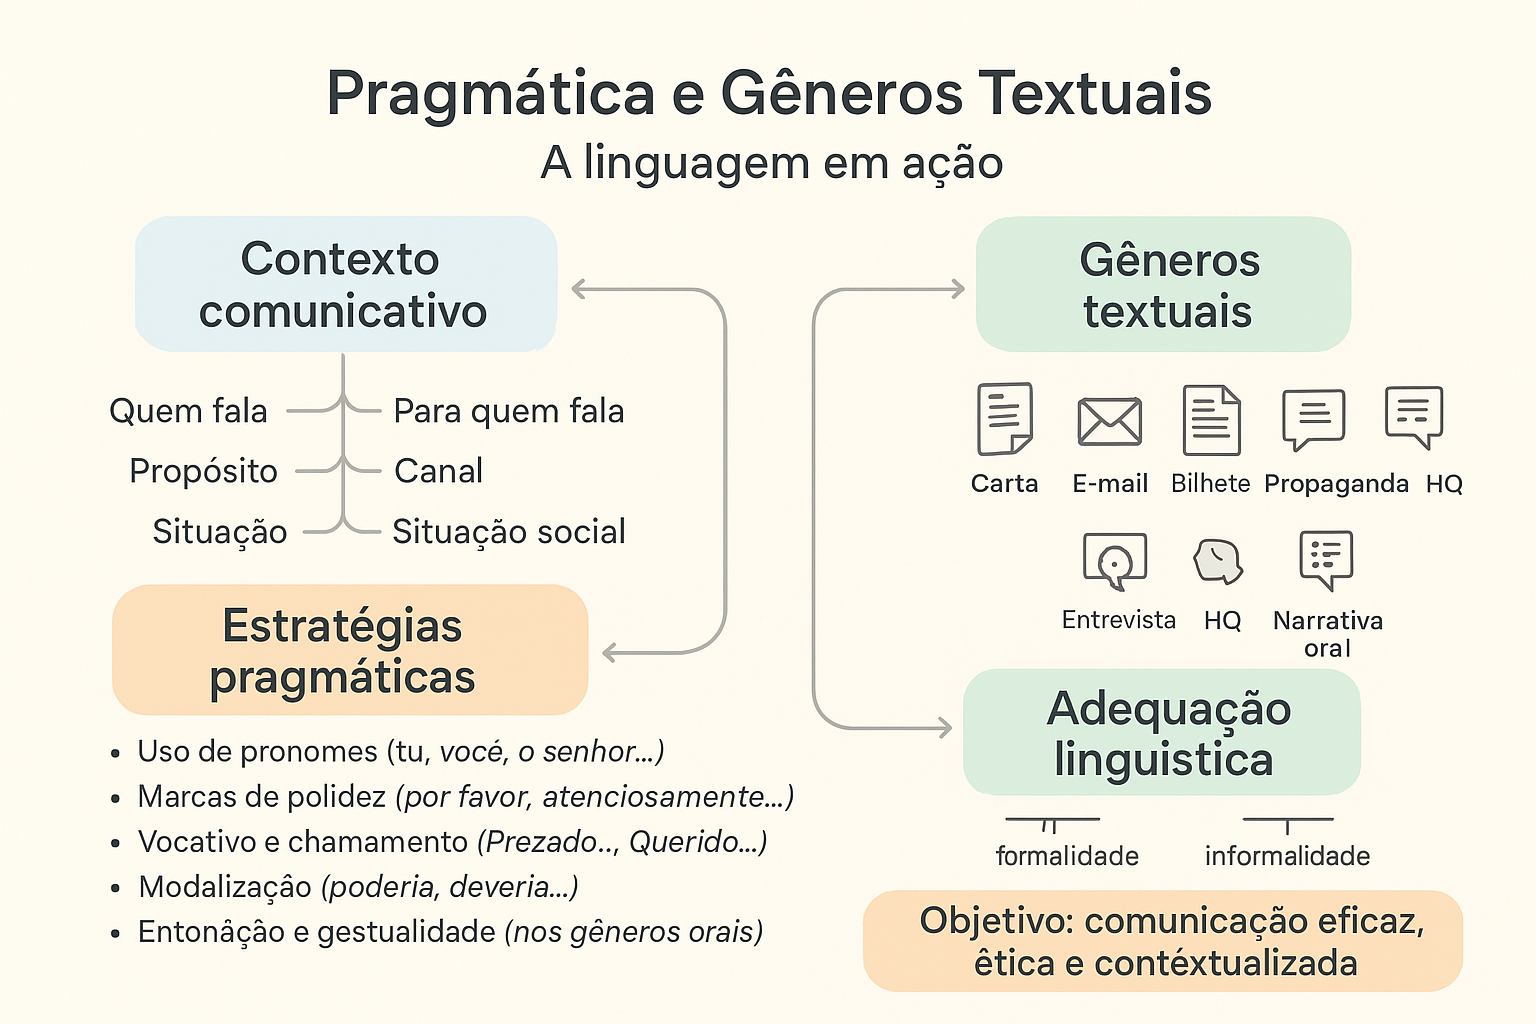 Pragmática e Gêneros Textuais
A linguagem em ação
Contexto
comunicativo
Quem fala
Para quem fala
Propósito
Canal
Situação
Situação social
Estratégias
pragmáticas
• Uso de pronomes (tu, vocé, o senhor...)
• Marcas de polidez (por favor, atenciosamente...)
• Vocativo e chamamento (Prezado.., Querido...)
• Modalizaçâo (poderia, deveria...)
• Entonåçâo e gestualidade (nos gêneros orais)
Gêneros
textuais
Carta
E-mail
Bilhete
Propaganda
HQ
Entrevista
HQ
Narrativa
oral
Adequação
linguistica
formalidade
informalidade
Objetivo: comunicação eficaz,
êtica e contéxtualizada